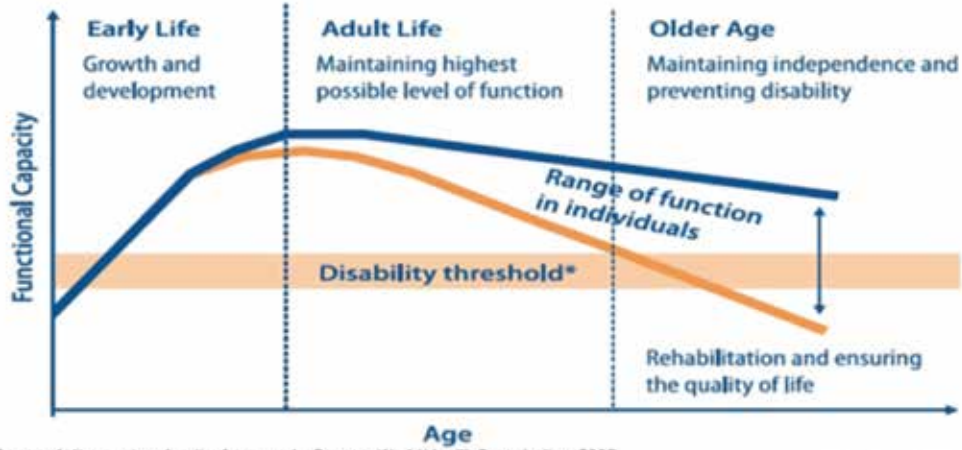 Early Life
Growth and
development
Adult Life
Maintaining highest
possible level of function
Older Age
Maintaining independence and
preventing disability
Functional Capacity
Range of function
in individuals
Disability threshold*
Rehabilitation and ensuring
the quality of life
Age